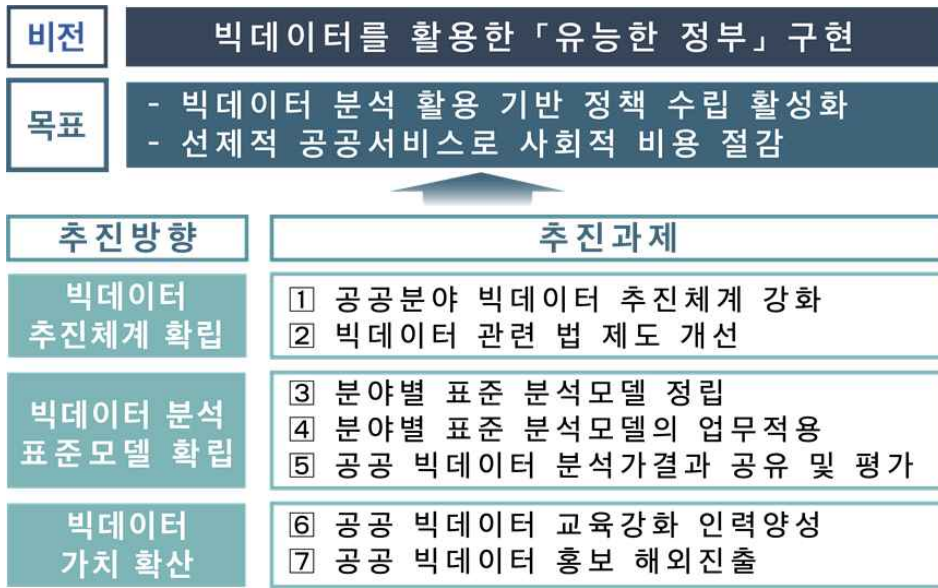 비전
빅데이터를 활용한 「유능한 정부」 구현
목표
- 빅데이터 분석 활용 기반 정책 수립 활성화
- 선제적 공공서비스로 사회적 비용 절감
추진방향
추진과제
빅데이터
추진체계 확립
1 공공분야 빅데이터 추진체계 강화
2 빅데이터 관련 법 제도 개선
빅데이터 분석
표준모델 확립
3 분야별 표준 분석모델 정립
4 분야별 표준 분석모델의 업무적용
5 공공 빅데이터 분석가결과 공유 및 평가
빅데이터
가치 확산
6 공공 빅데이터 교육강화 인력양성
7 공공 빅데이터 홍보 해외진출